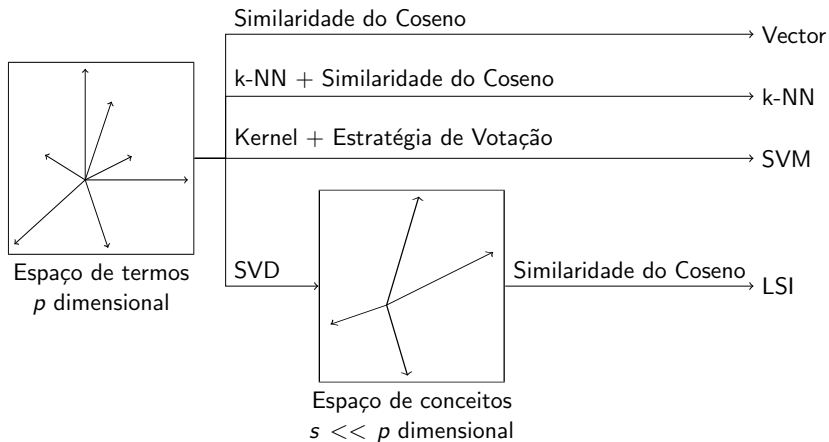 Similaridade do Coseno
Vector
k-NN + Similaridade do Coseno
k-NN
Kernel + Estratégia de Votação
SVM
Espaço de termos
p dimensional
SVD
Similaridade do Coseno
LSI
Espaço de conceitos
s << p dimensional